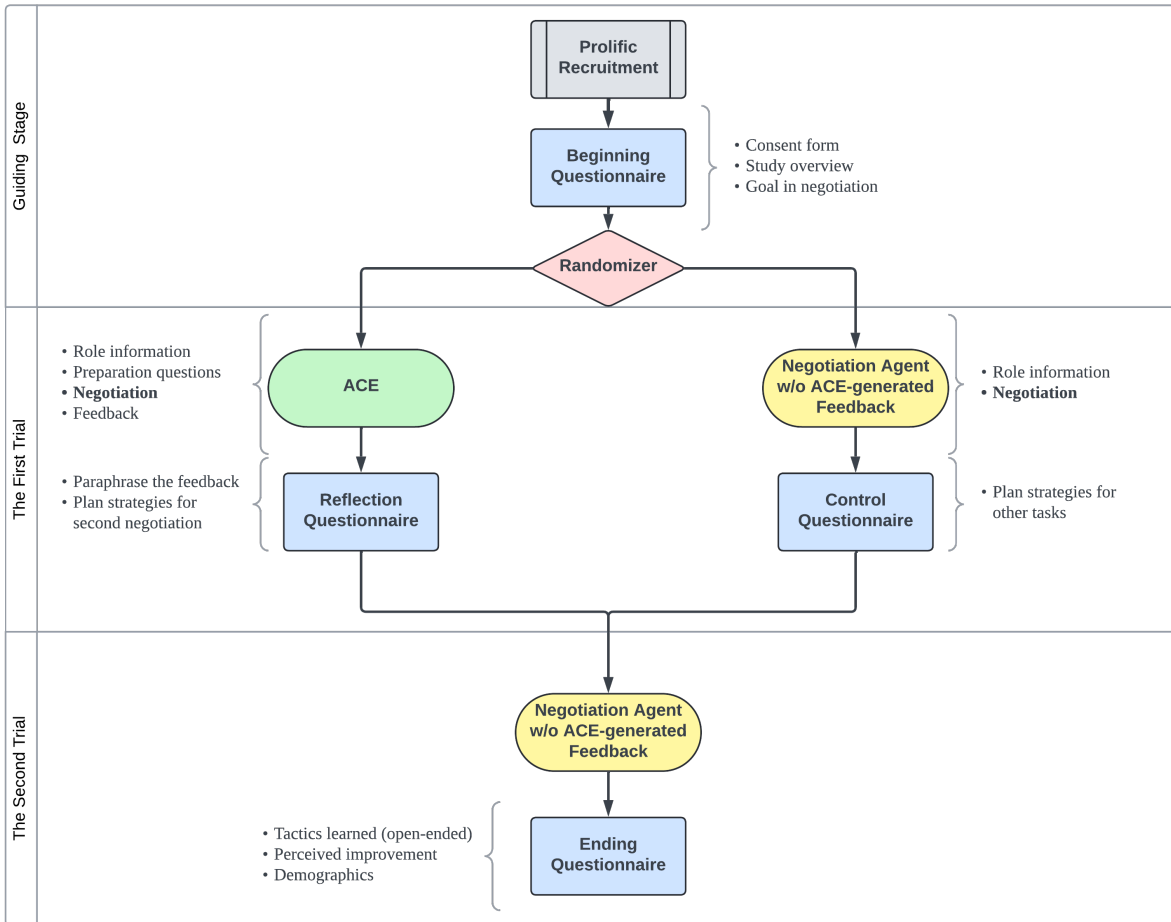 Guiding Stage
Prolific
Recruitment
Beginning
Questionnaire
• Consent form
• Study overview
• Goal in negotiation
Randomizer
The First Trial
• Role information
• Preparation questions
• Negotiation
• Feedback
ACE
Negotiation Agent
w/o ACE-generated
Feedback
• Role information
• Negotiation
• Paraphrase the feedback
• Plan strategies for
second negotiation
Reflection
Questionnaire
Control
Questionnaire
• Plan strategies for
other tasks
The Second Trial
Negotiation Agent
w/o ACE-generated
Feedback
• Tactics learned (open-ended)
• Perceived improvement
• Demographics
Ending
Questionnaire